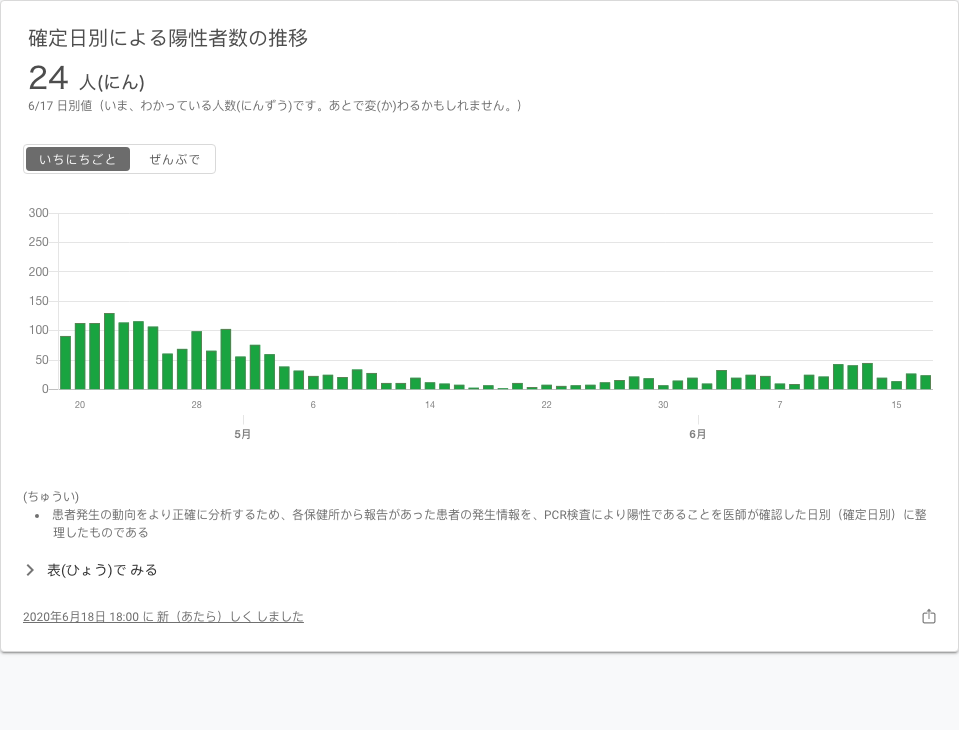 確定日別による陽性者数の推移
24 人(にん)
6/17 日別値（いま、わかっている人数(にんずう)です。あとで変(か)わるかもしれません。）
いちにちごと ぜんぶで
300
250
200
150
100
50
0
20 28 6 14 22 30 7 15
5月 6月
(ちゅうい)
• 患者発生の動向をより正確に分析するため、各保健所から報告があった患者の発生情報を、PCR検査により陽性であることを医師が確認した日別（確定日別）に整
理したものである
表(ひょう)で みる
2020年6月18日 18:00 に 新（あたら）しく しました